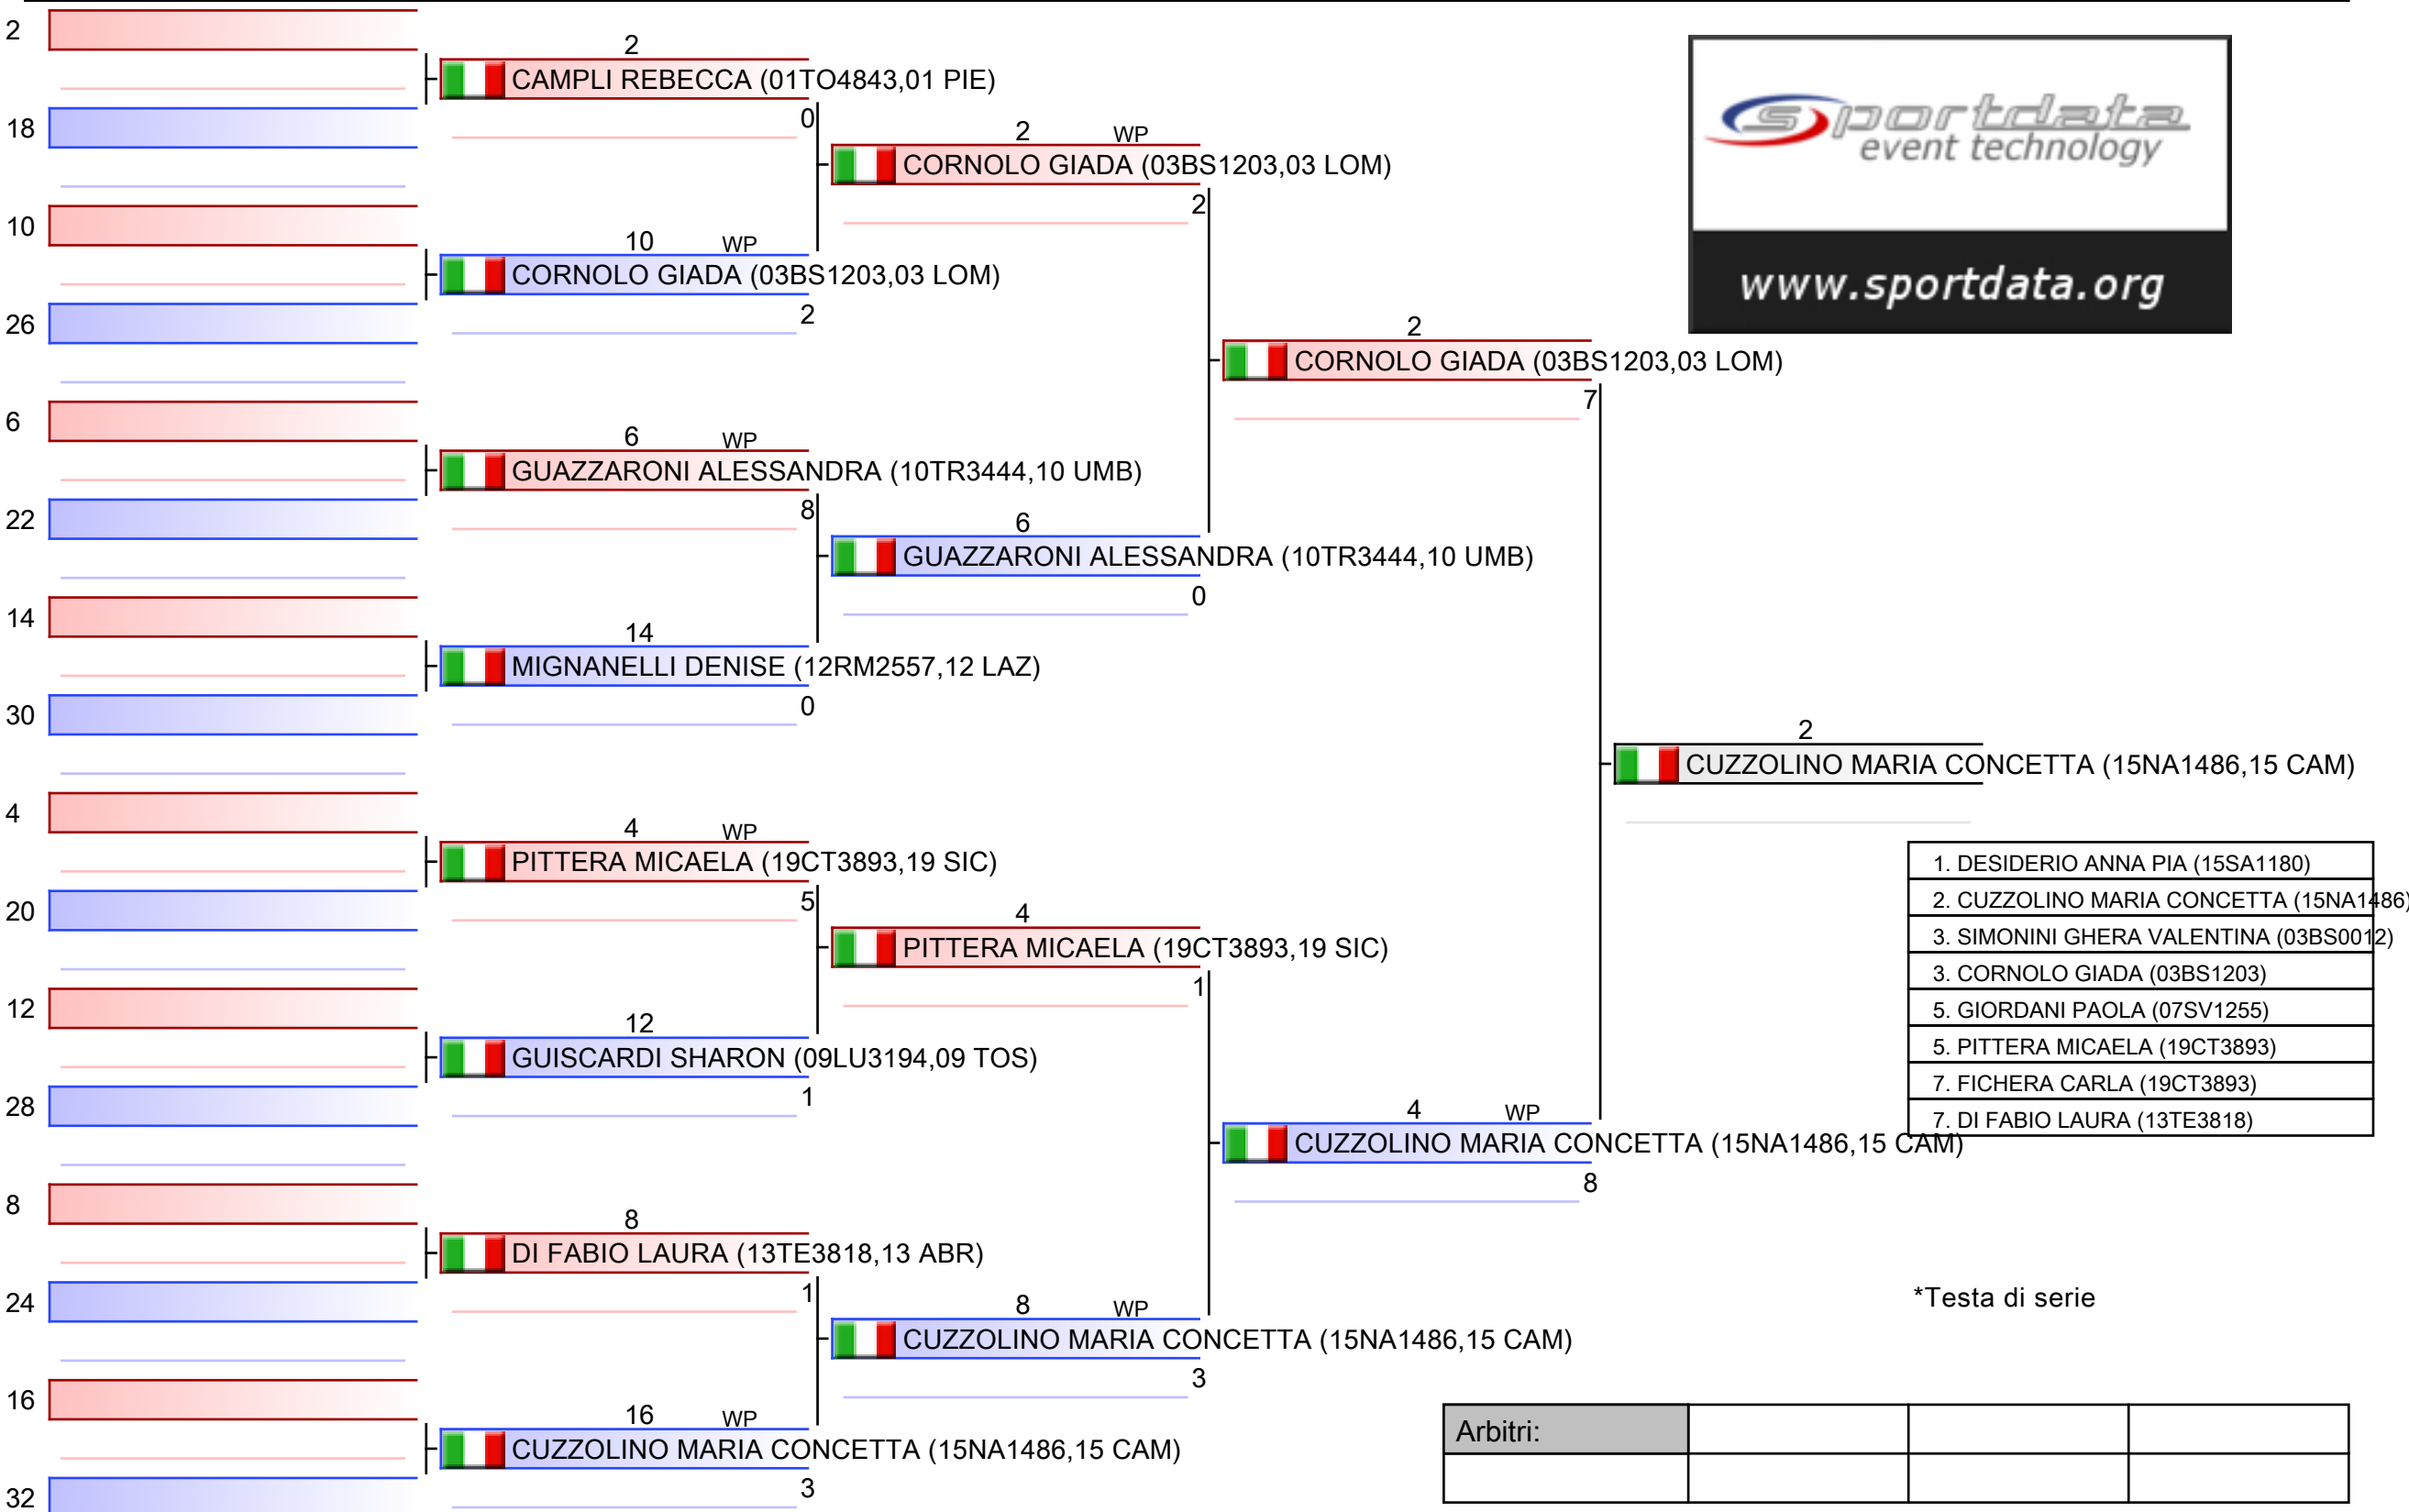 2
2
CAMPLI REBECCA (01TO4843,01 PIE)
0
18
2 WP
CORNOLO GIADA (03BS1203,03 LOM)
2
10
10 WP
CORNOLO GIADA (03BS1203,03 LOM)
2
26
2
CORNOLO GIADA (03BS1203,03 LOM)
7
6
6 WP
GUAZZARONI ALESSANDRA (10TR3444,10 UMB)
8
22
6
GUAZZARONI ALESSANDRA (10TR3444,10 UMB)
0
14
14
MIGNANELLI DENISE (12RM2557,12 LAZ)
0
30
2
CUZZOLINO MARIA CONCETTA (15NA1486,15 CAM)
4
4 WP
PITTERA MICAELA (19CT3893,19 SIC)
5
20
4
PITTERA MICAELA (19CT3893,19 SIC)
1
12
12
GUISCARDI SHARON (09LU3194,09 TOS)
1
28
4 WP
CUZZOLINO MARIA CONCETTA (15NA1486,15 CAM)
8
8
8
DI FABIO LAURA (13TE3818,13 ABR)
1
24
8 WP
CUZZOLINO MARIA CONCETTA (15NA1486,15 CAM)
3
16
16 WP
CUZZOLINO MARIA CONCETTA (15NA1486,15 CAM)
3
32
sportdata
event technology
www.sportdata.org
1. DESIDERIO ANNA PIA (15SA1180)
2. CUZZOLINO MARIA CONCETTA (15NA1486)
3. SIMONINI GHERA VALENTINA (03BS0012)
3. CORNOLO GIADA (03BS1203)
5. GIORDANI PAOLA (07SV1255)
5. PITTERA MICAELA (19CT3893)
7. FICHERA CARLA (19CT3893)
7. DI FABIO LAURA (13TE3818)
*Testa di serie
Arbitri: